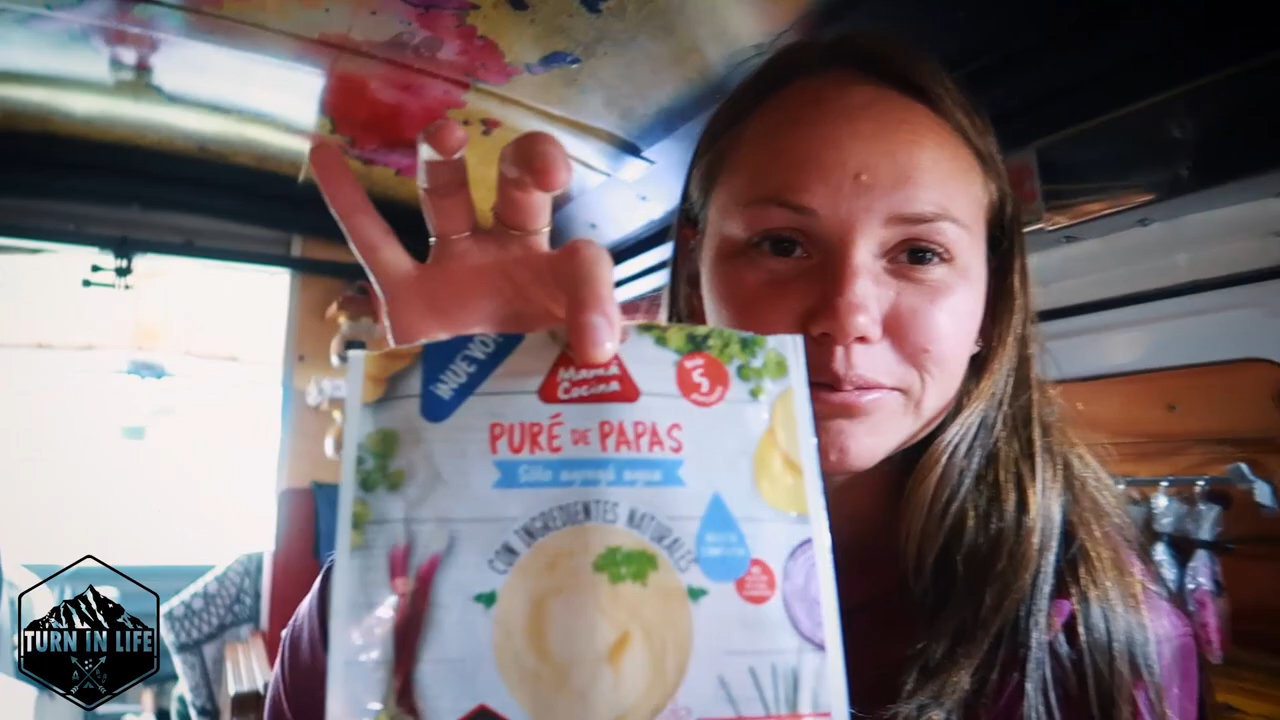 ¡NUEVO!
Mamá
Cocina
5
PURÉ DE PAPAS
Sólo agregá agua
CON INGREDIENTES NATURALES
TURN IN LIFE